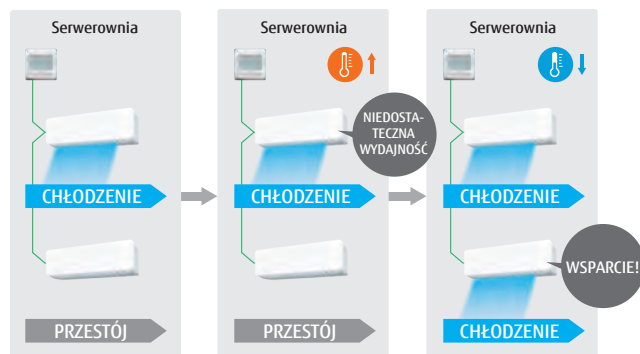 Serwerownia
CHŁODZENIE
PRZESTÓJ
Serwerownia
NIEDOSTA-
TECZNA
WYDAJNOŚĆ
CHŁODZENIE
PRZESTÓJ
Serwerownia
CHŁODZENIE
WSPARCIE!
CHŁODZENIE